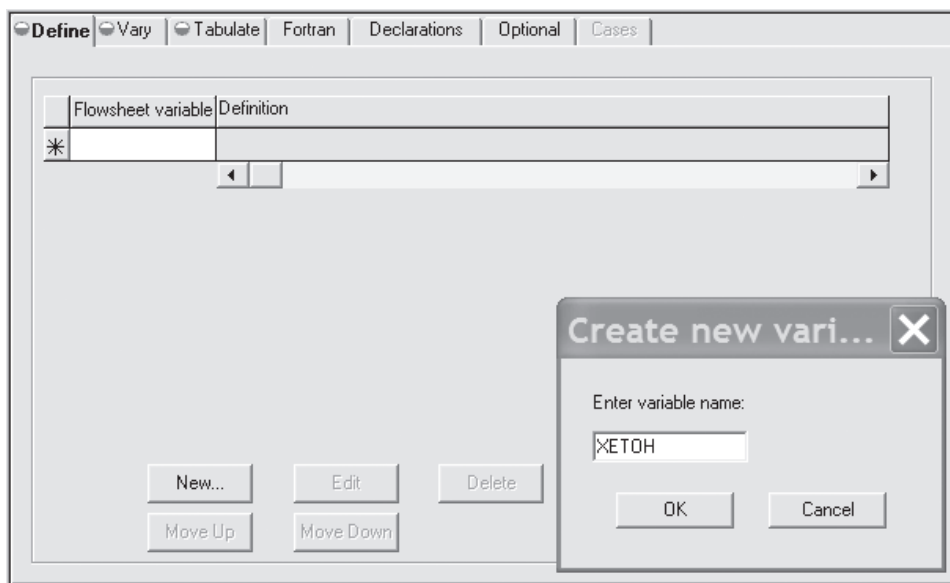 Define Vary Tabulate Fortran Declarations Optional Cases
Flowsheet variable Definition
Create new vari...
Enter variable name:
XETOH
New... Edit Delete
OK Cancel
Move Up Move Down